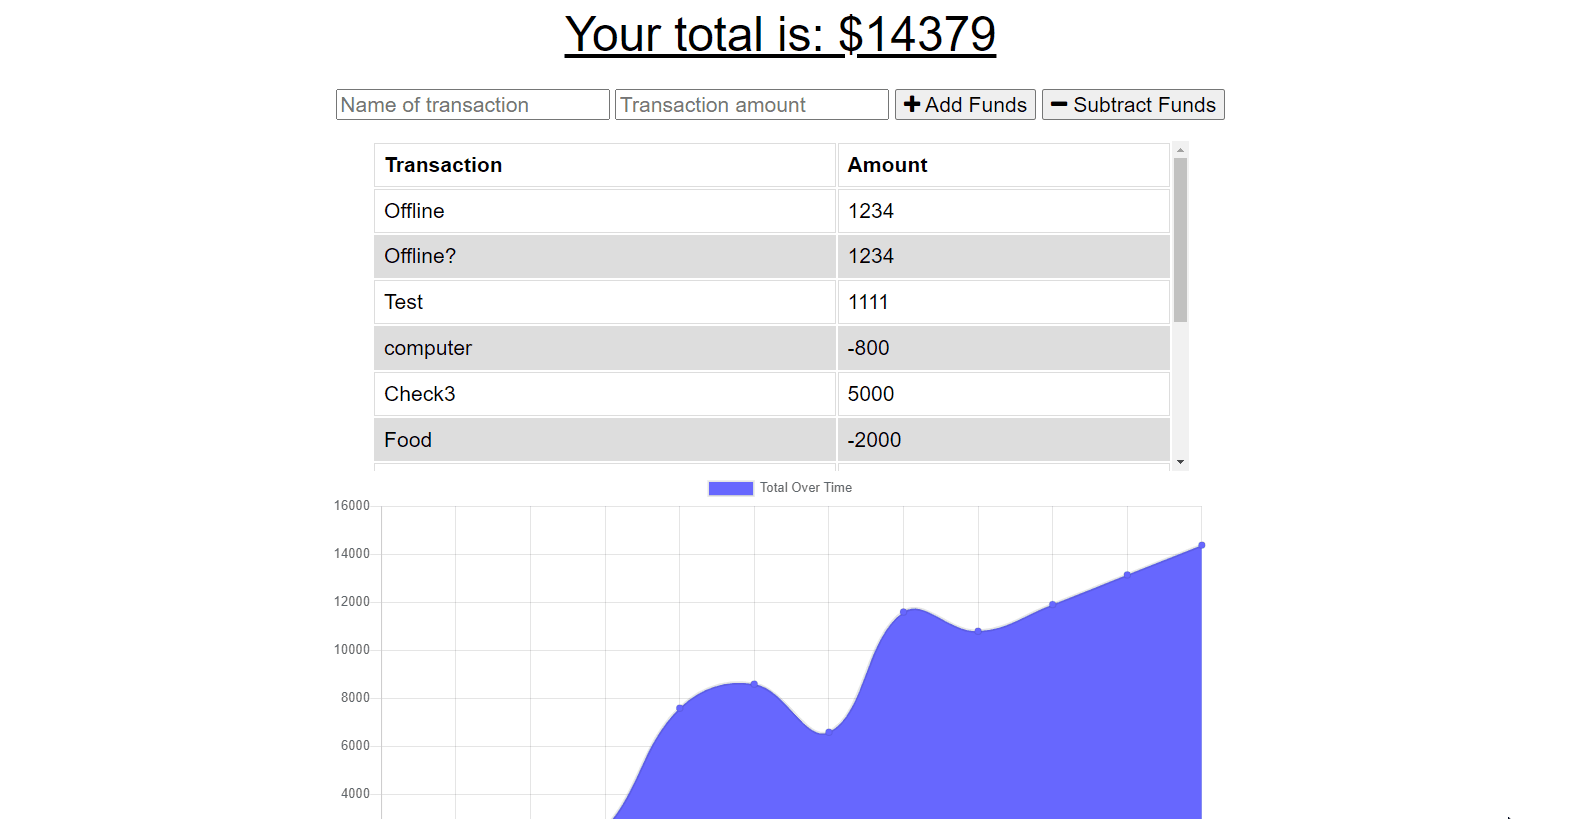 Your total is: $14379
Name of transaction Transaction amount Add Funds Subtract Funds
Transaction Amount
Offline 1234
Offline? 1234
Test 1111
computer -800
Check3 5000
Food -2000
Total Over Time
16000
14000
12000
10000
8000
6000
4000